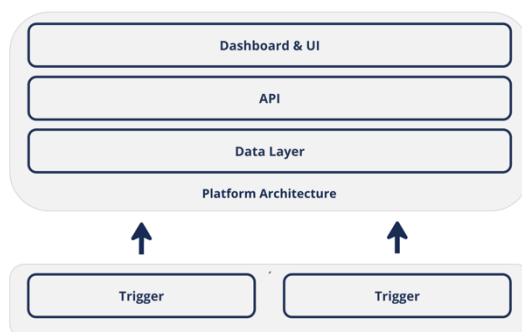 Dashboard & UI
API
Data Layer
Platform Architecture
Trigger
Trigger